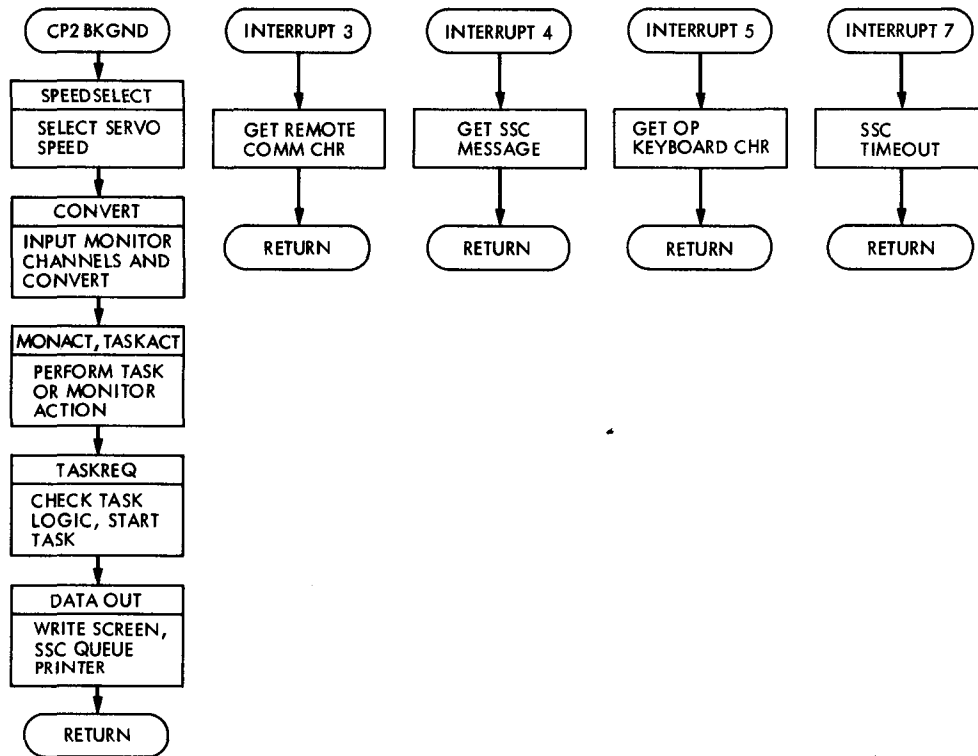 CP2 BKGND
SPEEDSELECT
SELECT SERVO
SPEED
CONVERT
INPUT MONITOR
CHANNELS AND
CONVERT
MONACT, TASKACT
PERFORM TASK
OR MONITOR
ACTION
TASKREQ
CHECK TASK
LOGIC, START
TASK
DATA OUT
WRITE SCREEN,
SSC QUEUE
PRINTER
RETURN
INTERRUPT 3
GET REMOTE
COMM CHR
RETURN
INTERRUPT 4
GET SSC
MESSAGE
RETURN
INTERRUPT 5
GET OP
KEYBOARD CHR
RETURN
INTERRUPT 7
SSC
TIMEOUT
RETURN